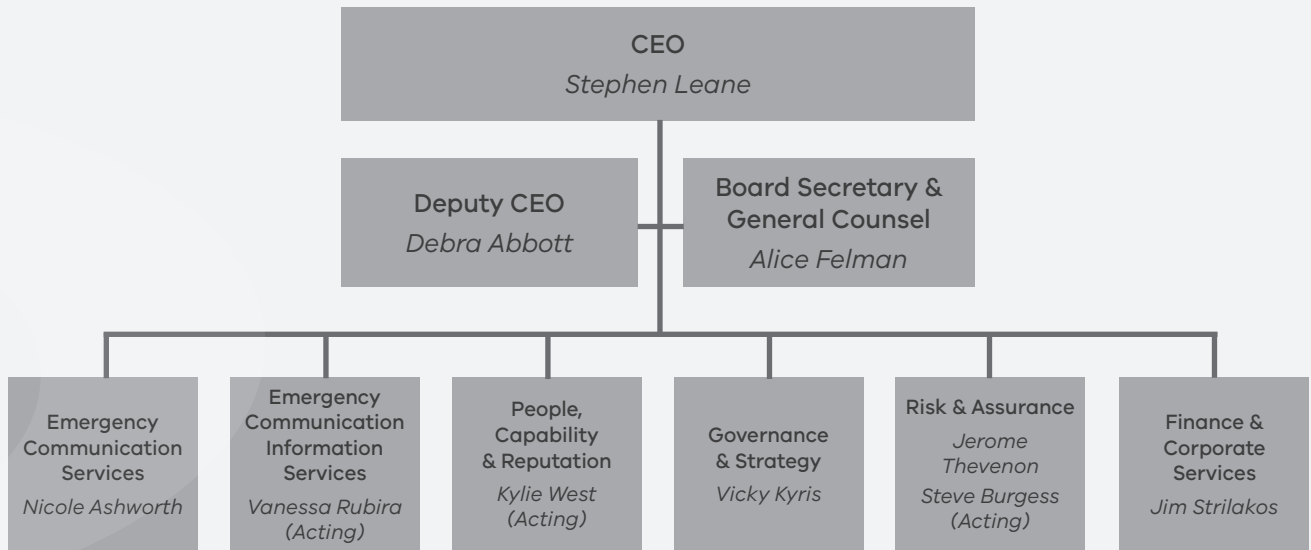 CEO
Stephen Leane
Deputy CEO
Debra Abbott
Board Secretary &
General Counsel
Alice Felman
Emergency
Communication
Services
Nicole Ashworth
Emergency
Communication
Information
Services
Vanessa Rubira
(Acting)
People,
Capability
& Reputation
Kylie West
(Acting)
Governance
& Strategy
Vicky Kyris
Risk & Assurance
Jerome
Thevenon
Steve Burgess
(Acting)
Finance &
Corporate
Services
Jim Strilakos